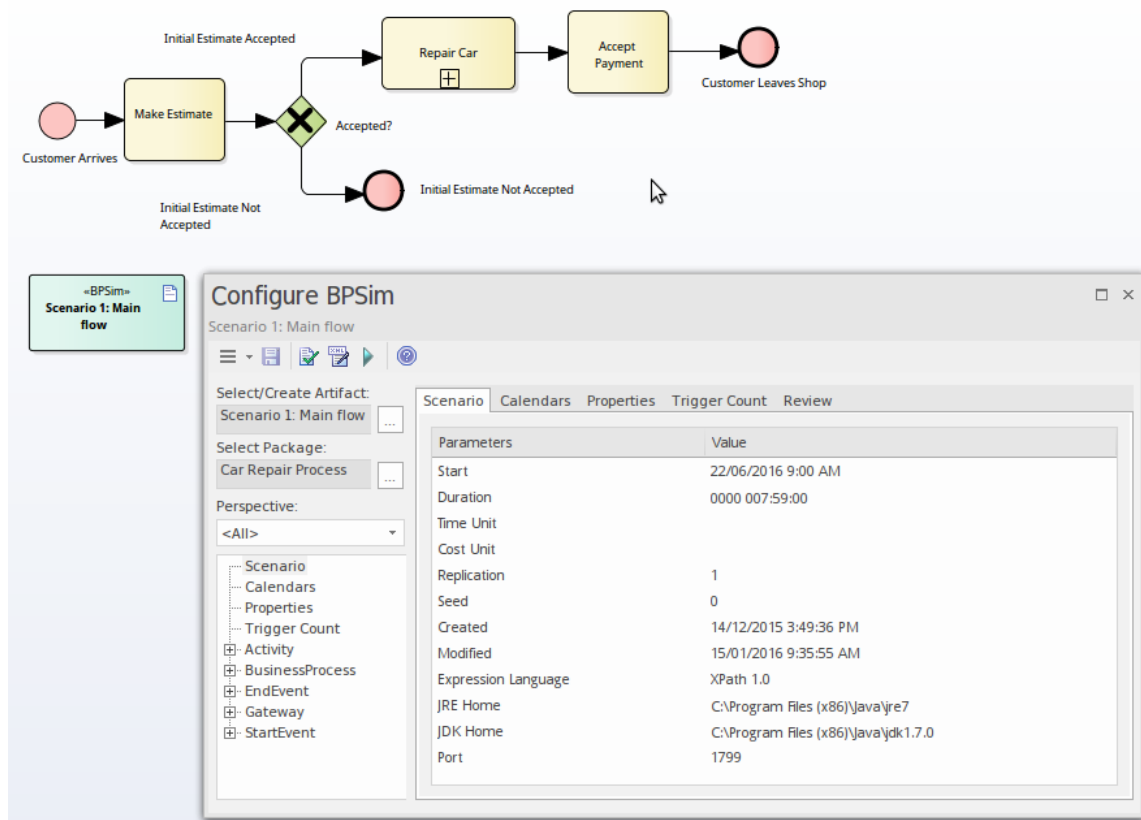 Initial Estimate Accepted
Repair Car
Accept
Payment
Customer Leaves Shop
Make Estimate
Accepted?
Customer Arrives
Initial Estimate Not Accepted
Initial Estimate Not
Accepted
«BPSim»
Scenario 1: Main
flow
Configure BPSim
Scenario 1: Main flow
XML
Select/Create Artifact:
Scenario 1: Main flow
...
Select Package:
Car Repair Process
...
Perspective:
<All>
Scenario
Calendars
Properties
Trigger Count
Activity
BusinessProcess
EndEvent
Gateway
StartEvent
Scenario Calendars Properties Trigger Count Review
Parameters Value
Start 22/06/2016 9:00 AM
Duration 0000 007:59:00
Time Unit
Cost Unit
Replication 1
Seed 0
Created 14/12/2015 3:49:36 PM
Modified 15/01/2016 9:35:55 AM
Expression Language XPath 1.0
JRE Home C:\Program Files (x86)\Java\jre7
JDK Home C:\Program Files (x86)\Java\jdk1.7.0
Port 1799